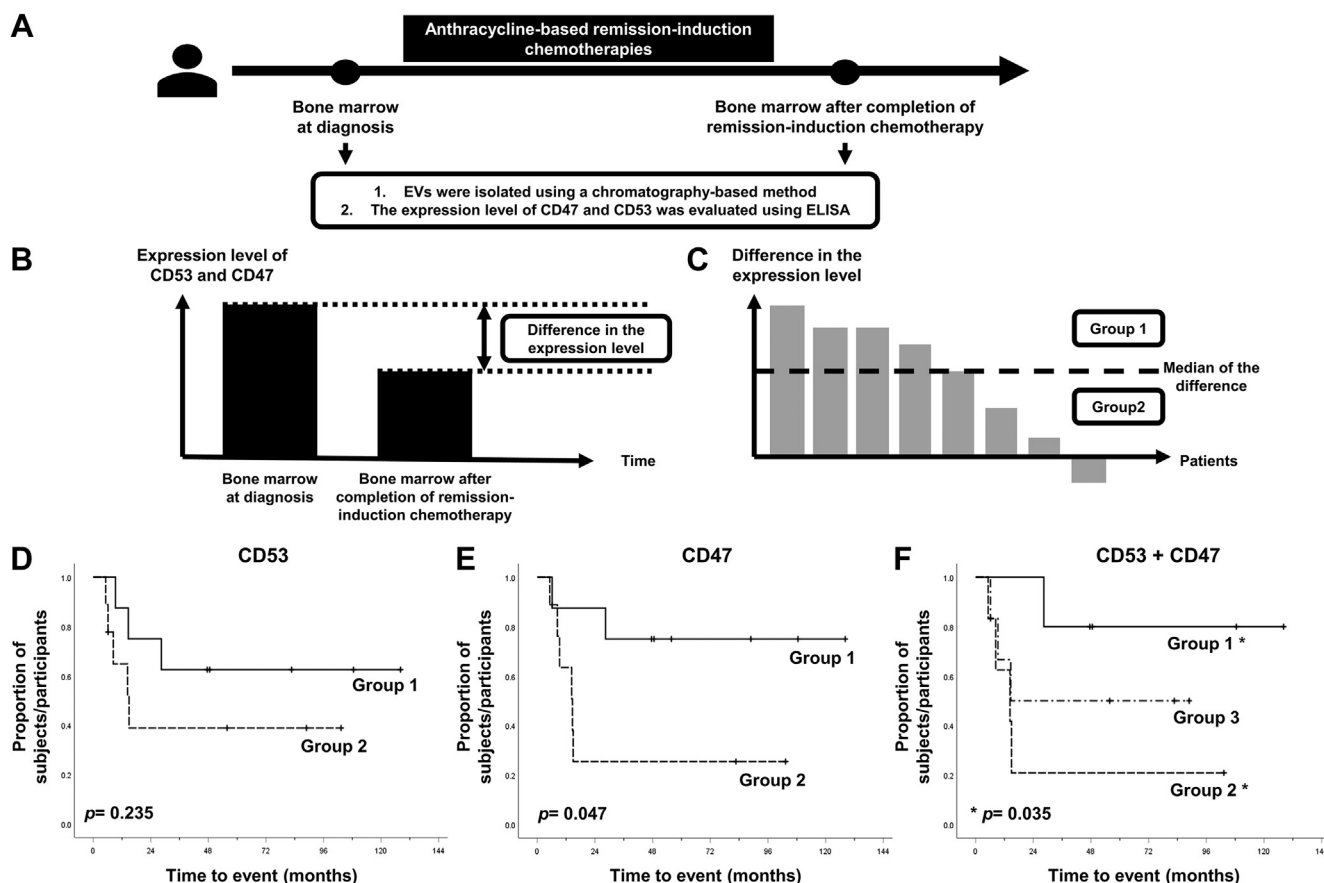 A
Anthracycline-based remission-induction
chemotherapies
Bone marrow
at diagnosis
Bone marrow after completion of
remission-induction chemotherapy
1. EVs were isolated using a chromatography-based method
2. The expression level of CD47 and CD53 was evaluated using ELISA
B
Expression level of
CD53 and CD47
Difference in the
expression level
Time
Bone marrow
at diagnosis
Bone marrow after
completion of remission-
induction chemotherapy
C
Difference in the
expression level
Group 1
Median of the
difference
Group2
Patients
D
CD53
Proportion of
subjects/participants
1.0
0.8
0.6
0.4
0.2
0.0
Group 1
Group 2
p= 0.235
0 24 48 72 96 120 144
Time to event (months)
E
CD47
Proportion of
subjects/participants
1.0
0.8
0.6
0.4
0.2
0.0
Group 1
Group 2
p= 0.047
0 24 48 72 96 120 144
Time to event (months)
F
CD53 + CD47
Proportion of
subjects/participants
1.0
0.8
0.6
0.4
0.2
0.0
Group 1 *
Group 3
Group 2 *
* p= 0.035
0 24 48 72 96 120 14
Time to event (months)